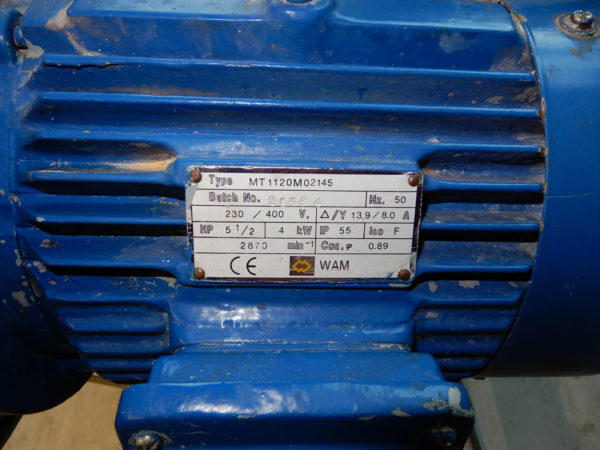 Type MT1120M02145
Batch No. Hz. 50
230 / 400 V. Δ/Y 13,9/8.0 A
HP 5 1/2 4 kW IP 55 Iso F
2870 min⁻¹ Cos.φ 0.89
CE WAM